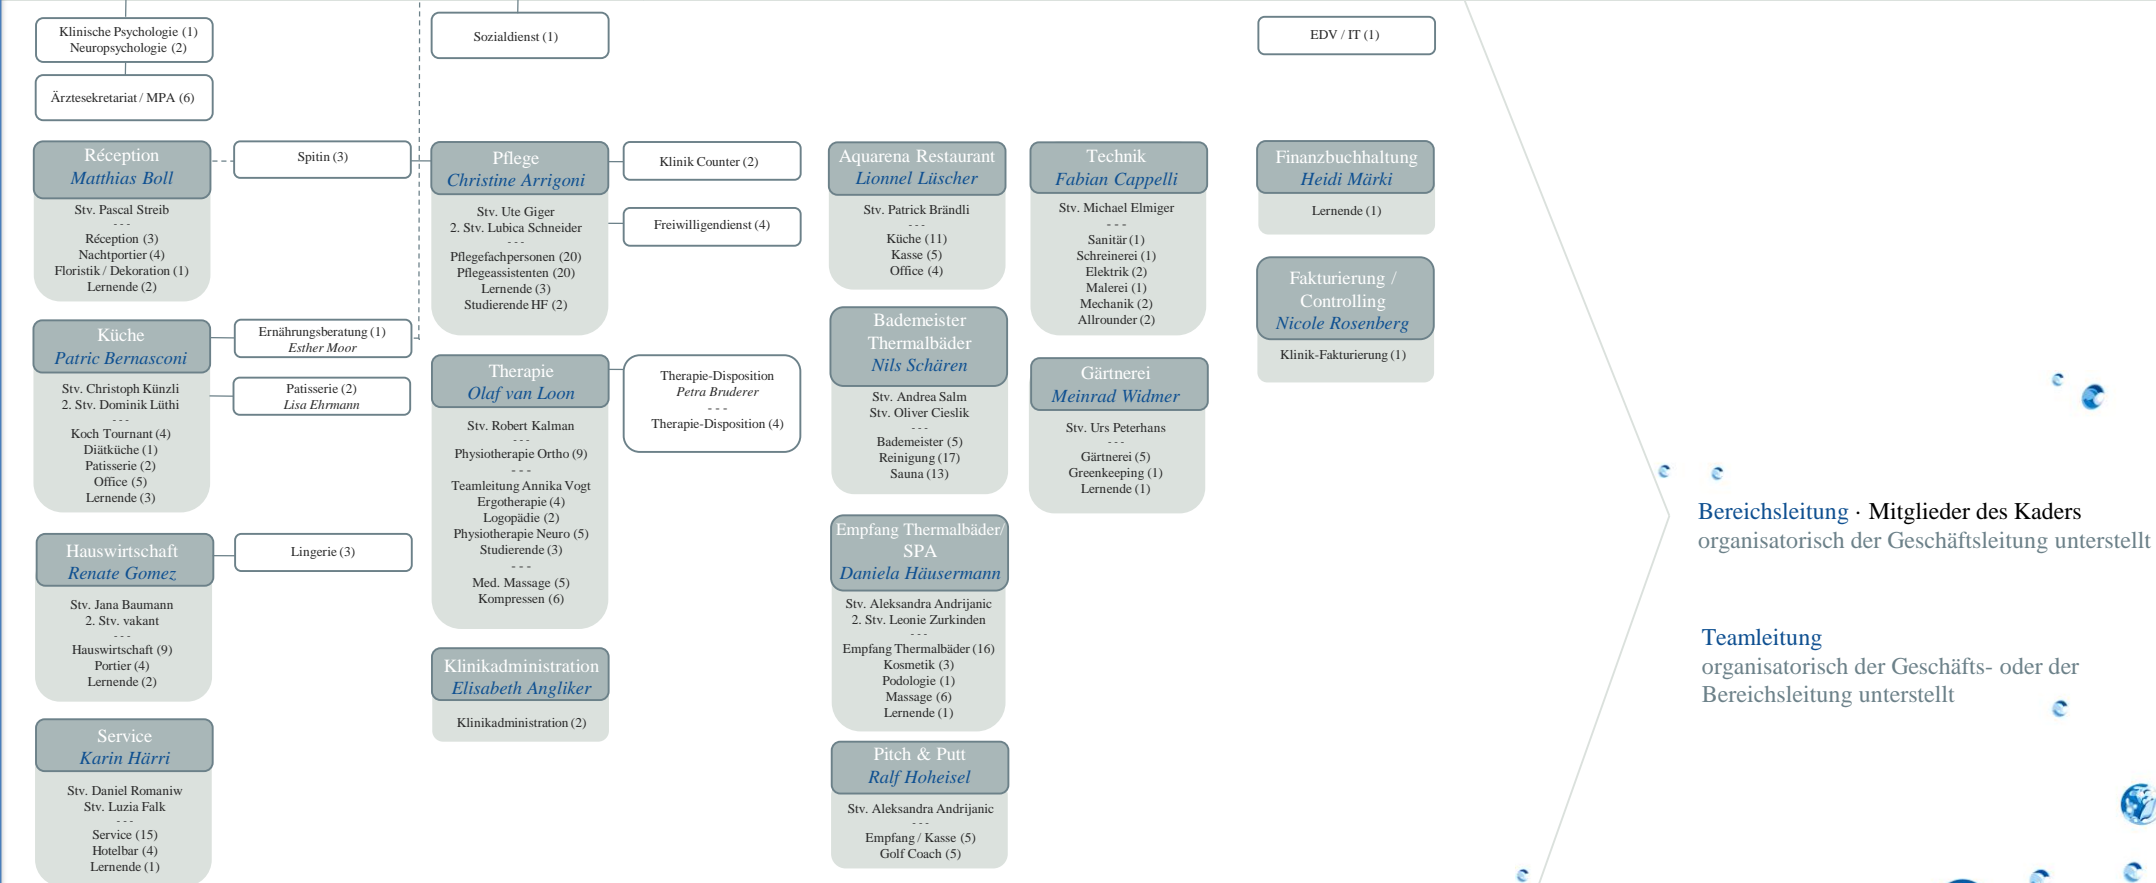 Klinische Psychologie (1)
Neuropsychologie (2)
Ärztesekretariat / MPA (6)
Sozialdienst (1)
EDV / IT (1)
Réception
Matthias Boll
Stv. Pascal Streib
- - -
Réception (3)
Nachtportier (4)
Floristik / Dekoration (1)
Lernende (2)
Spitin (3)
Küche
Patric Bernasconi
Stv. Christoph Künzli
2. Stv. Dominik Lüthi
- - -
Koch Tournant (4)
Diätküche (1)
Patisserie (2)
Office (5)
Lernende (3)
Ernährungsberatung (1)
Esther Moor
Patisserie (2)
Lisa Ehrmann
Hauswirtschaft
Renate Gomez
Stv. Jana Baumann
2. Stv. vakant
- - -
Hauswirtschaft (9)
Portier (4)
Lernende (2)
Lingerie (3)
Service
Karin Härri
Stv. Daniel Romaniw
Stv. Luzia Falk
- - -
Service (15)
Hotelbar (4)
Lernende (1)
Pflege
Christine Arrigoni
Stv. Ute Giger
2. Stv. Lubica Schneider
- - -
Pflegefachpersonen (20)
Pflegeassistenten (20)
Lernende (3)
Studierende HF (2)
Klinik Counter (2)
Freiwilligendienst (4)
Therapie
Olaf van Loon
Stv. Robert Kalman
- - -
Physiotherapie Ortho (9)
- - -
Teamleitung Annika Vogt
Ergotherapie (4)
Logopädie (2)
Physiotherapie Neuro (5)
Studierende (3)
- - -
Med. Massage (5)
Kompressen (6)
Therapie-Disposition
Petra Bruderer
- - -
Therapie-Disposition (4)
Klinikadministration
Elisabeth Angliker
Klinikadministration (2)
Aquarena Restaurant
Lionnel Lüscher
Stv. Patrick Brändli
- - -
Küche (11)
Kasse (5)
Office (4)
Bademeister
Thermalbäder
Nils Schären
Stv. Andrea Salm
Stv. Oliver Cieslik
- - -
Bademeister (5)
Reinigung (17)
Sauna (13)
Empfang Thermalbäder/
SPA
Daniela Häusermann
Stv. Aleksandra Andrijanic
2. Stv. Leonie Zurkinden
- - -
Empfang Thermalbäder (16)
Kosmetik (3)
Podologie (1)
Massage (6)
Lernende (1)
Pitch & Putt
Ralf Hoheisel
Stv. Aleksandra Andrijanic
- - -
Empfang / Kasse (5)
Golf Coach (5)
Technik
Fabian Cappelli
Stv. Michael Elmiger
- - -
Sanitär (1)
Schreinerei (1)
Elektrik (2)
Malerei (1)
Mechanik (2)
Allrounder (2)
Gärtnerei
Meinrad Widmer
Stv. Urs Peterhans
- - -
Gärtnerei (5)
Greenkeeping (1)
Lernende (1)
Finanzbuchhaltung
Heidi Märki
Lernende (1)
Fakturierung /
Controlling
Nicole Rosenberg
Klinik-Fakturierung (1)
Bereichsleitung · Mitglieder des Kaders
organisatorisch der Geschäftsleitung unterstellt
Teamleitung
organisatorisch der Geschäfts- oder der
Bereichsleitung unterstellt